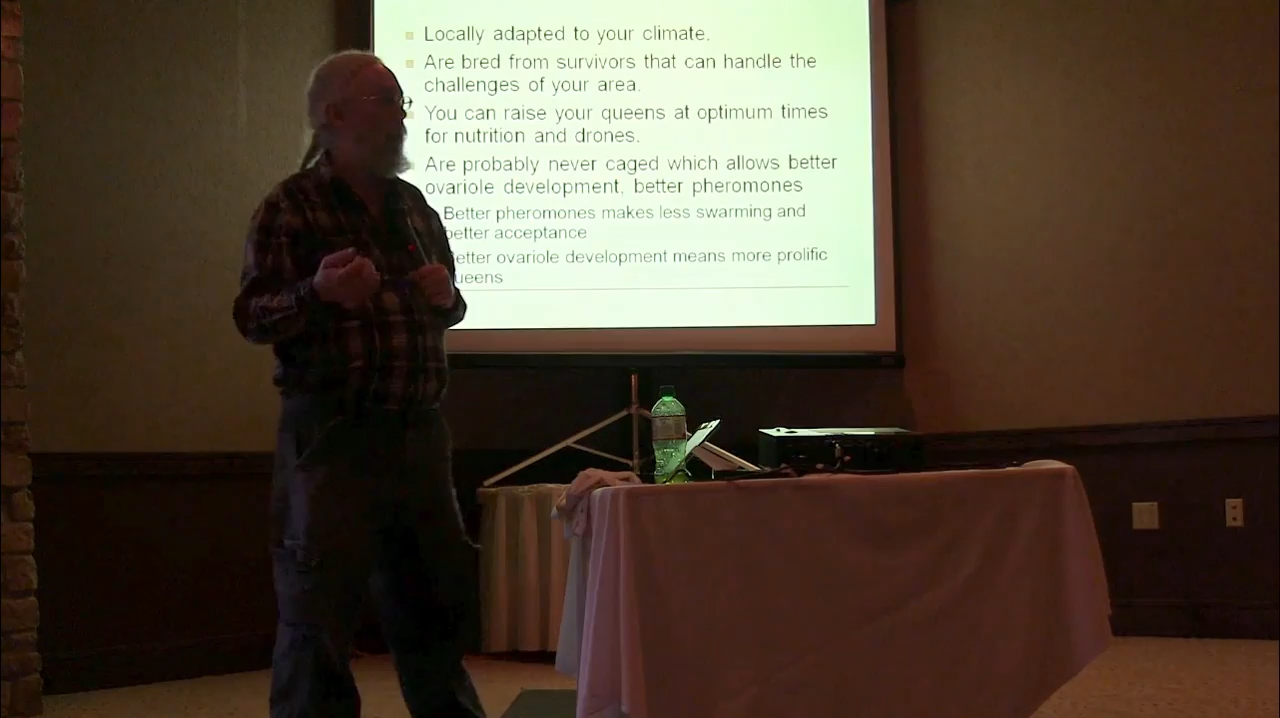 Locally adapted to your climate.
Are bred from survivors that can handle the
challenges of your area.
You can raise your queens at optimum times
for nutrition and drones.
Are probably never caged which allows better
ovariole development, better pheromones
Better pheromones makes less swarming and
better acceptance
etter ovariole development means more prolific
ueens